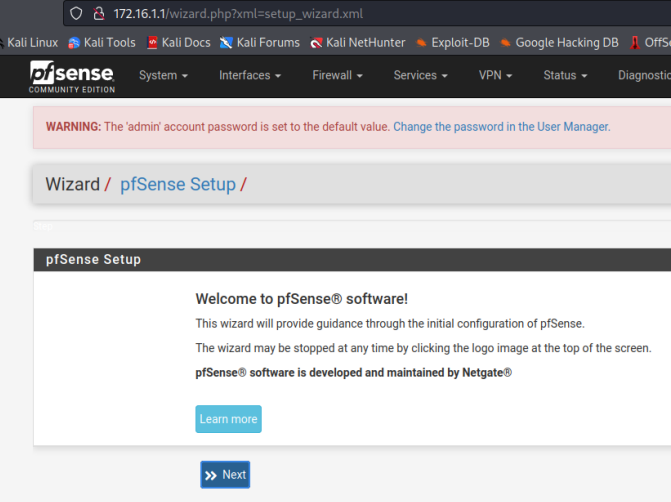 172.16.1.1/wizard.php?xml=setup_wizard.xml
Kali Linux Kali Tools Kali Docs Kali Forums Kali NetHunter Exploit-DB Google Hacking DB OffS
pfsense System Interfaces Firewall Services VPN Status Diagnostic
COMMUNITY EDITION
WARNING: The 'admin' account password is set to the default value. Change the password in the User Manager.
Wizard / pfSense Setup /
pfSense Setup
Welcome to pfSense® software!
This wizard will provide guidance through the initial configuration of pfSense.
The wizard may be stopped at any time by clicking the logo image at the top of the screen.
pfSense® software is developed and maintained by Netgate®
Learn more
Next